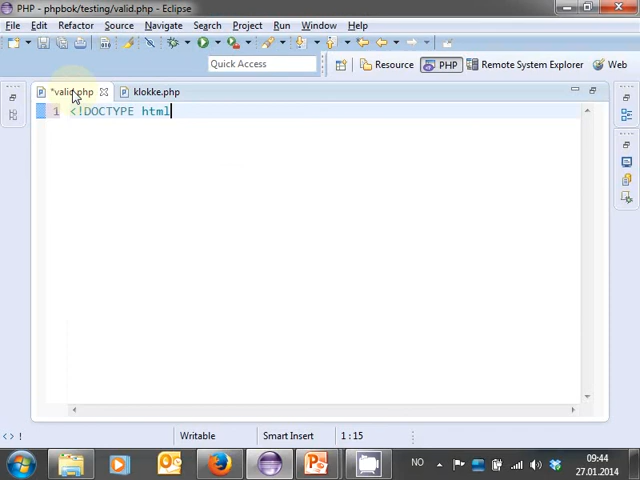 PHP - phpbok/testing/valid.php - Eclipse
File Edit Refactor Source Navigate Search Project Run Window Help
Quick Access Resource PHP Remote System Explorer Web
*valid.php klokke.php
1 <!DOCTYPE html
<> ! Writable Smart Insert 1:15
NO 09:44
27.01.2014